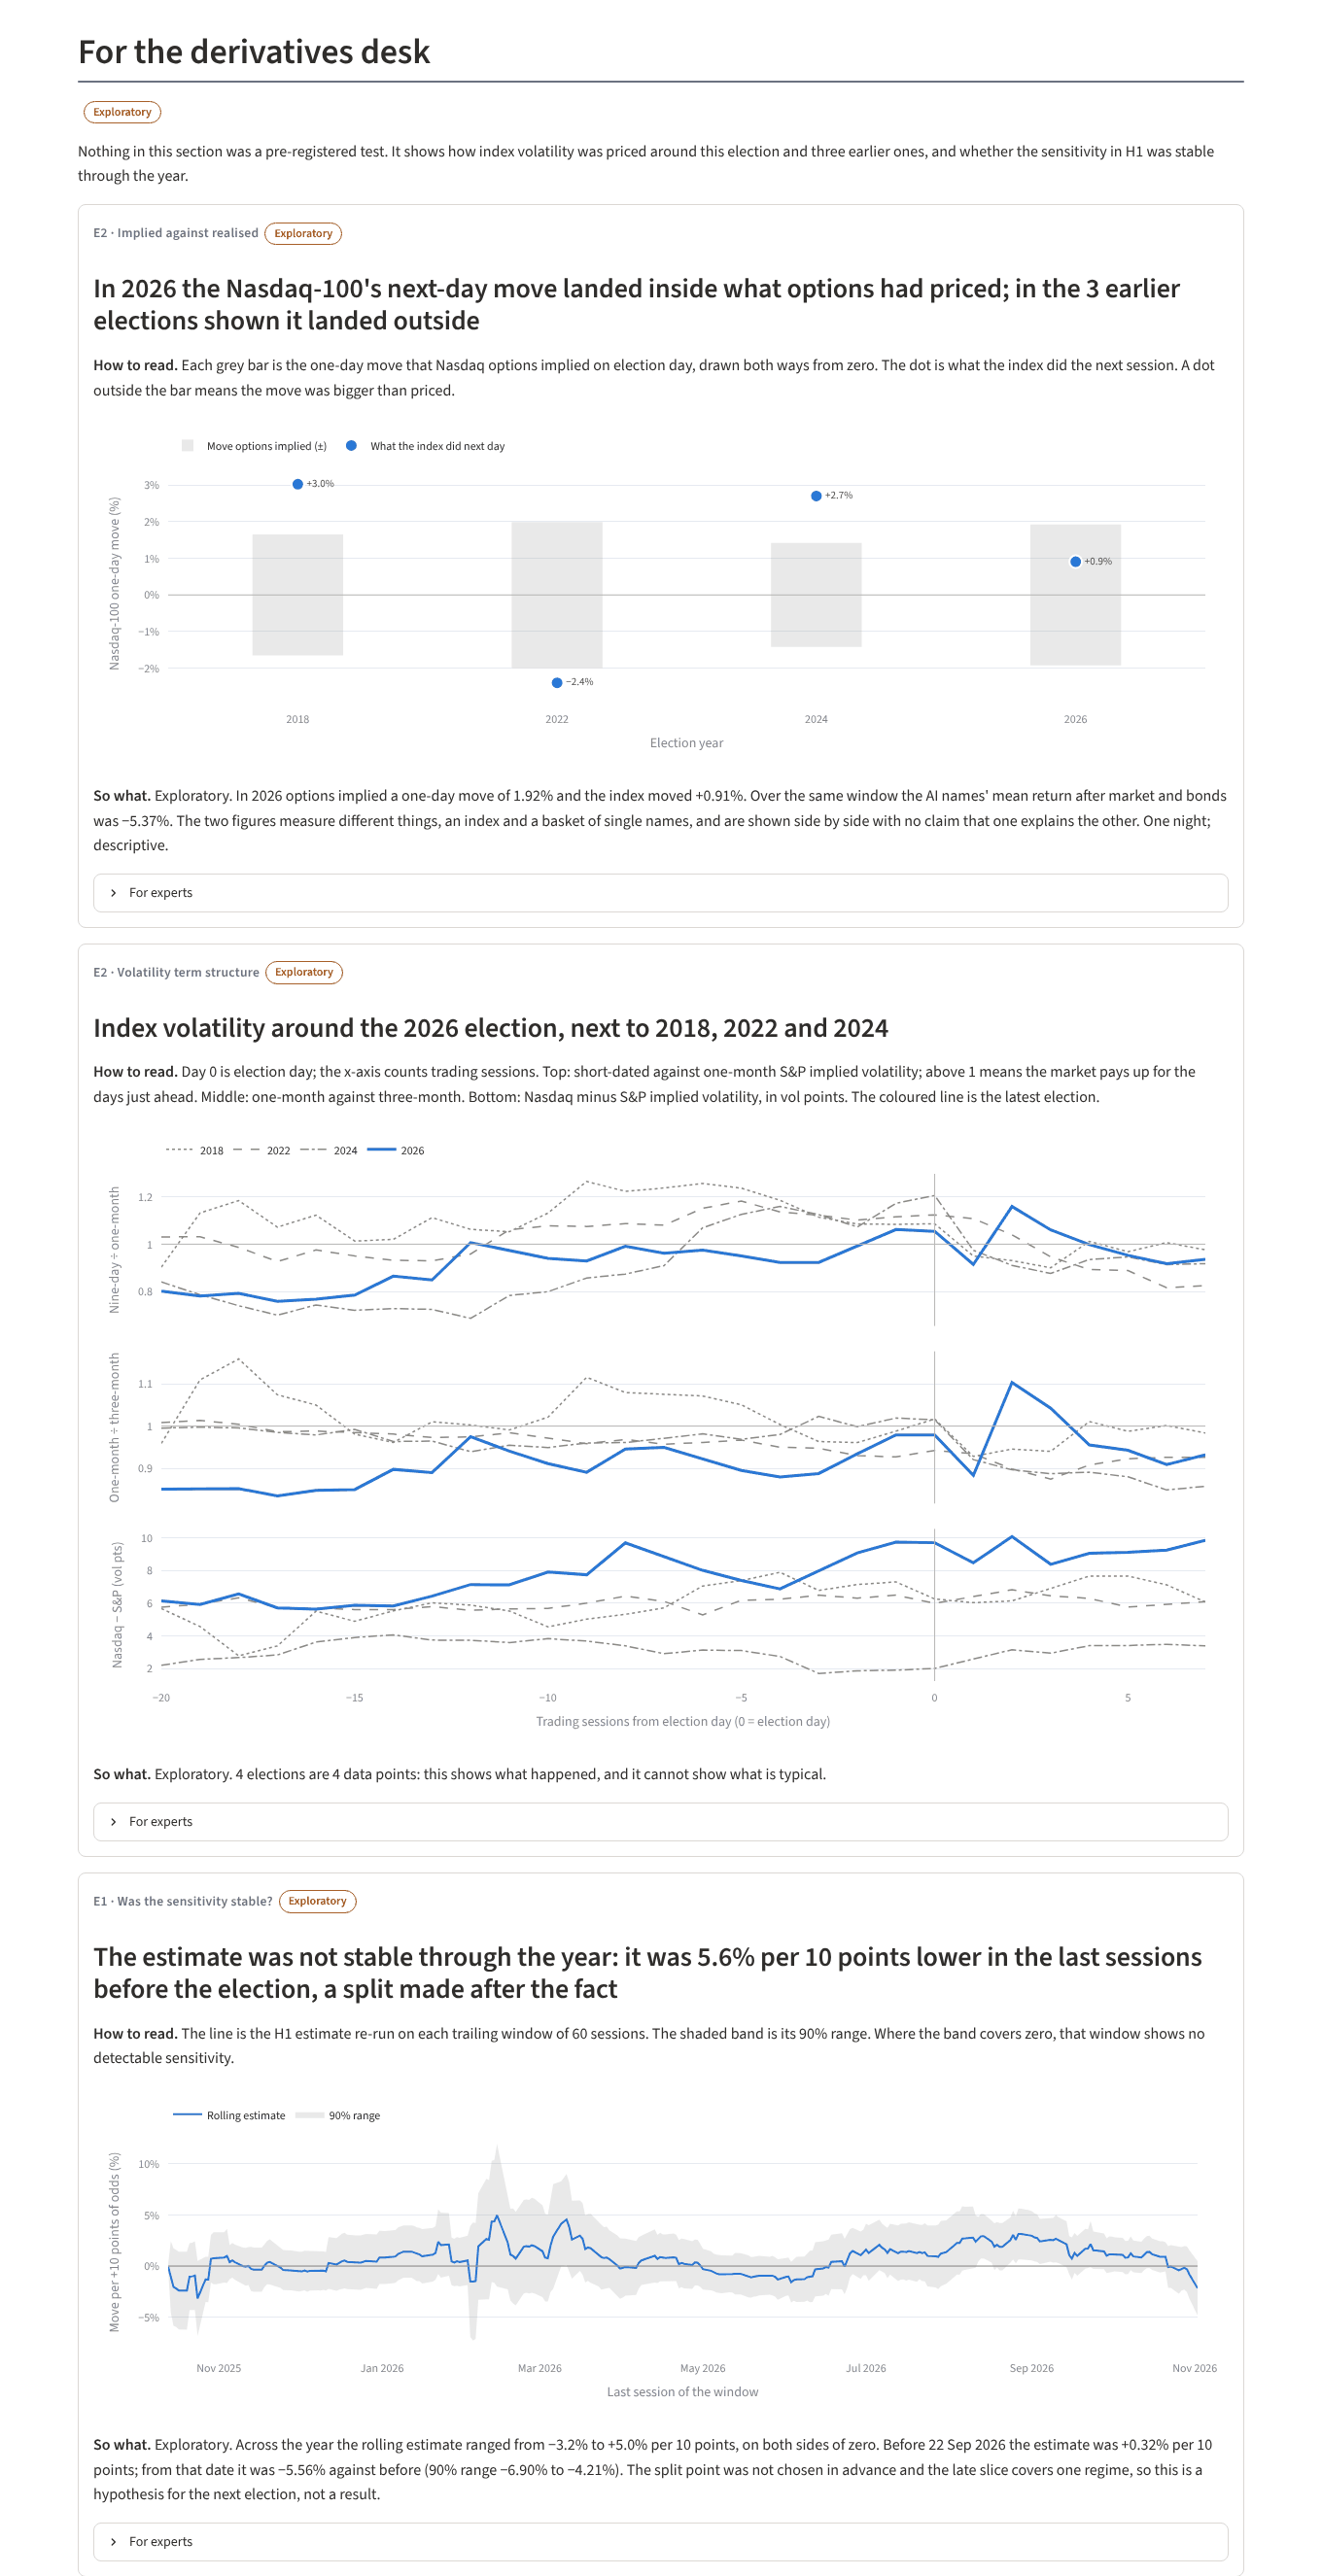 For the derivatives desk
Exploratory
Nothing in this section was a pre-registered test. It shows how index volatility was priced around this election and three earlier ones, and whether the sensitivity in H1 was stable
through the year.
E2 · Implied against realised Exploratory
In 2026 the Nasdaq-100's next-day move landed inside what options had priced; in the 3 earlier
elections shown it landed outside
How to read. Each grey bar is the one-day move that Nasdaq options implied on election day, drawn both ways from zero. The dot is what the index did the next session. A dot
outside the bar means the move was bigger than priced.
Move options implied (±) What the index did next day
Nasdaq-100 one-day move (%)
3%
2%
1%
0%
−1%
−2%
+3.0%
−2.4%
+2.7%
+0.9%
2018 2022 2024 2026
Election year
So what. Exploratory. In 2026 options implied a one-day move of 1.92% and the index moved +0.91%. Over the same window the AI names' mean return after market and bonds
was −5.37%. The two figures measure different things, an index and a basket of single names, and are shown side by side with no claim that one explains the other. One night;
descriptive.
For experts
E2 · Volatility term structure Exploratory
Index volatility around the 2026 election, next to 2018, 2022 and 2024
How to read. Day 0 is election day; the x-axis counts trading sessions. Top: short-dated against one-month S&P implied volatility; above 1 means the market pays up for the
days just ahead. Middle: one-month against three-month. Bottom: Nasdaq minus S&P implied volatility, in vol points. The coloured line is the latest election.
2018 2022 2024 2026
Nine-day ÷ one-month
1.2
1
0.8
One-month ÷ three-month
1.1
1
0.9
Nasdaq − S&P (vol pts)
10
8
6
4
2
−20 −15 −10 −5 0 5
Trading sessions from election day (0 = election day)
So what. Exploratory. 4 elections are 4 data points: this shows what happened, and it cannot show what is typical.
For experts
E1 · Was the sensitivity stable? Exploratory
The estimate was not stable through the year: it was 5.6% per 10 points lower in the last sessions
before the election, a split made after the fact
How to read. The line is the H1 estimate re-run on each trailing window of 60 sessions. The shaded band is its 90% range. Where the band covers zero, that window shows no
detectable sensitivity.
Rolling estimate 90% range
Move per +10 points of odds (%)
10%
5%
0%
−5%
Nov 2025 Jan 2026 Mar 2026 May 2026 Jul 2026 Sep 2026 Nov 2026
Last session of the window
So what. Exploratory. Across the year the rolling estimate ranged from −3.2% to +5.0% per 10 points, on both sides of zero. Before 22 Sep 2026 the estimate was +0.32% per 10
points; from that date it was −5.56% against before (90% range −6.90% to −4.21%). The split point was not chosen in advance and the late slice covers one regime, so this is a
hypothesis for the next election, not a result.
For experts